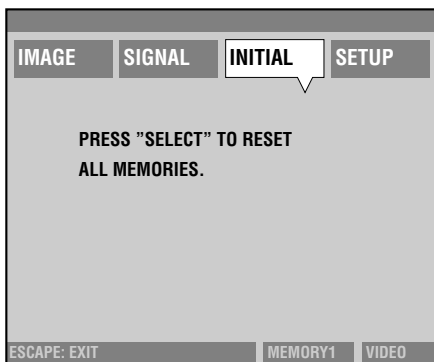 IMAGE SIGNAL INITIAL SETUP
PRESS ”SELECT” TO RESET
ALL MEMORIES.
ESCAPE: EXIT MEMORY1 VIDEO